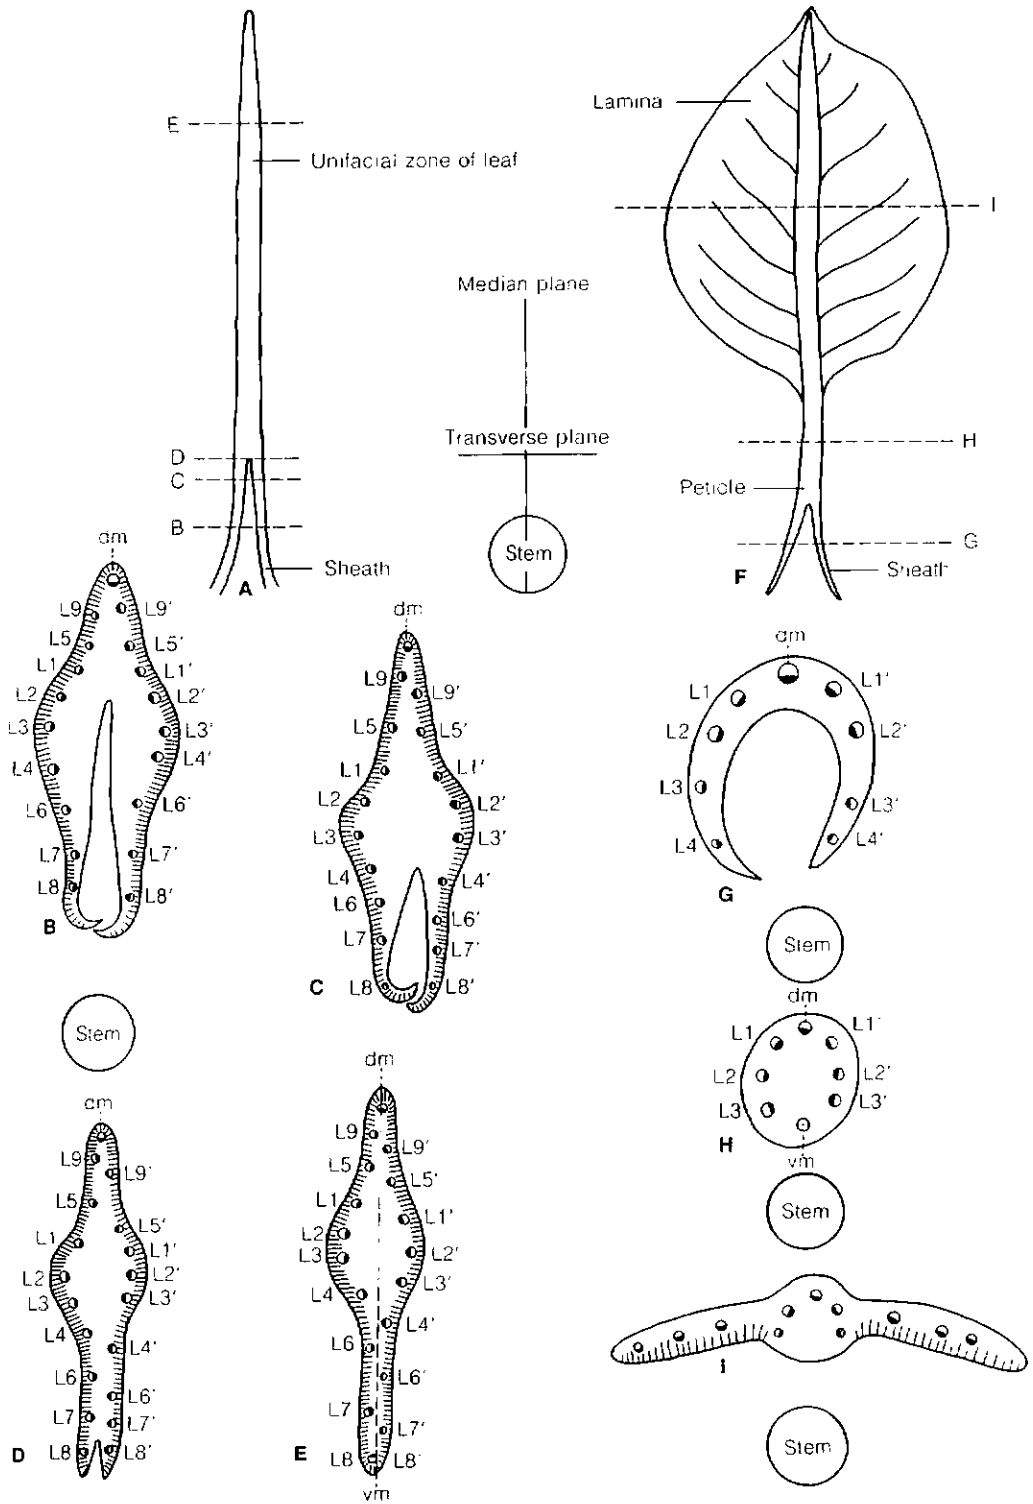 E
Unifacial zone of leaf
D
C
B
Sheath
A
Median plane
Transverse plane
Stem
Lamina
I
H
Petiole
G
Sheath
F
dm
L9
L9'
L5
L5'
L1
L1'
L2
L2'
L3
L3'
L4
L4'
L6
L6'
L7
L7'
L8
L8'
B
Stem
dm
L9
L9'
L5
L5'
L1
L1'
L2
L2'
L3
L3'
L4
L4'
L6
L6'
L7
L7'
L8
L8'
C
dm
L1
L1'
L2
L2'
L3
L3'
L4
L4'
G
Stem
dm
L1
L1'
L2
L2'
L3
L3'
H
vm
Stem
dm
L9
L9'
L5
L5'
L1
L1'
L2
L2'
L3
L3'
L4
L4'
L6
L6'
L7
L7'
L8
L8'
D
dm
L9
L9'
L5
L5'
L1
L1'
L2
L2'
L3
L3'
L4
L4'
L6
L6'
L7
L7'
L8
L8'
E
vm
I
Stem